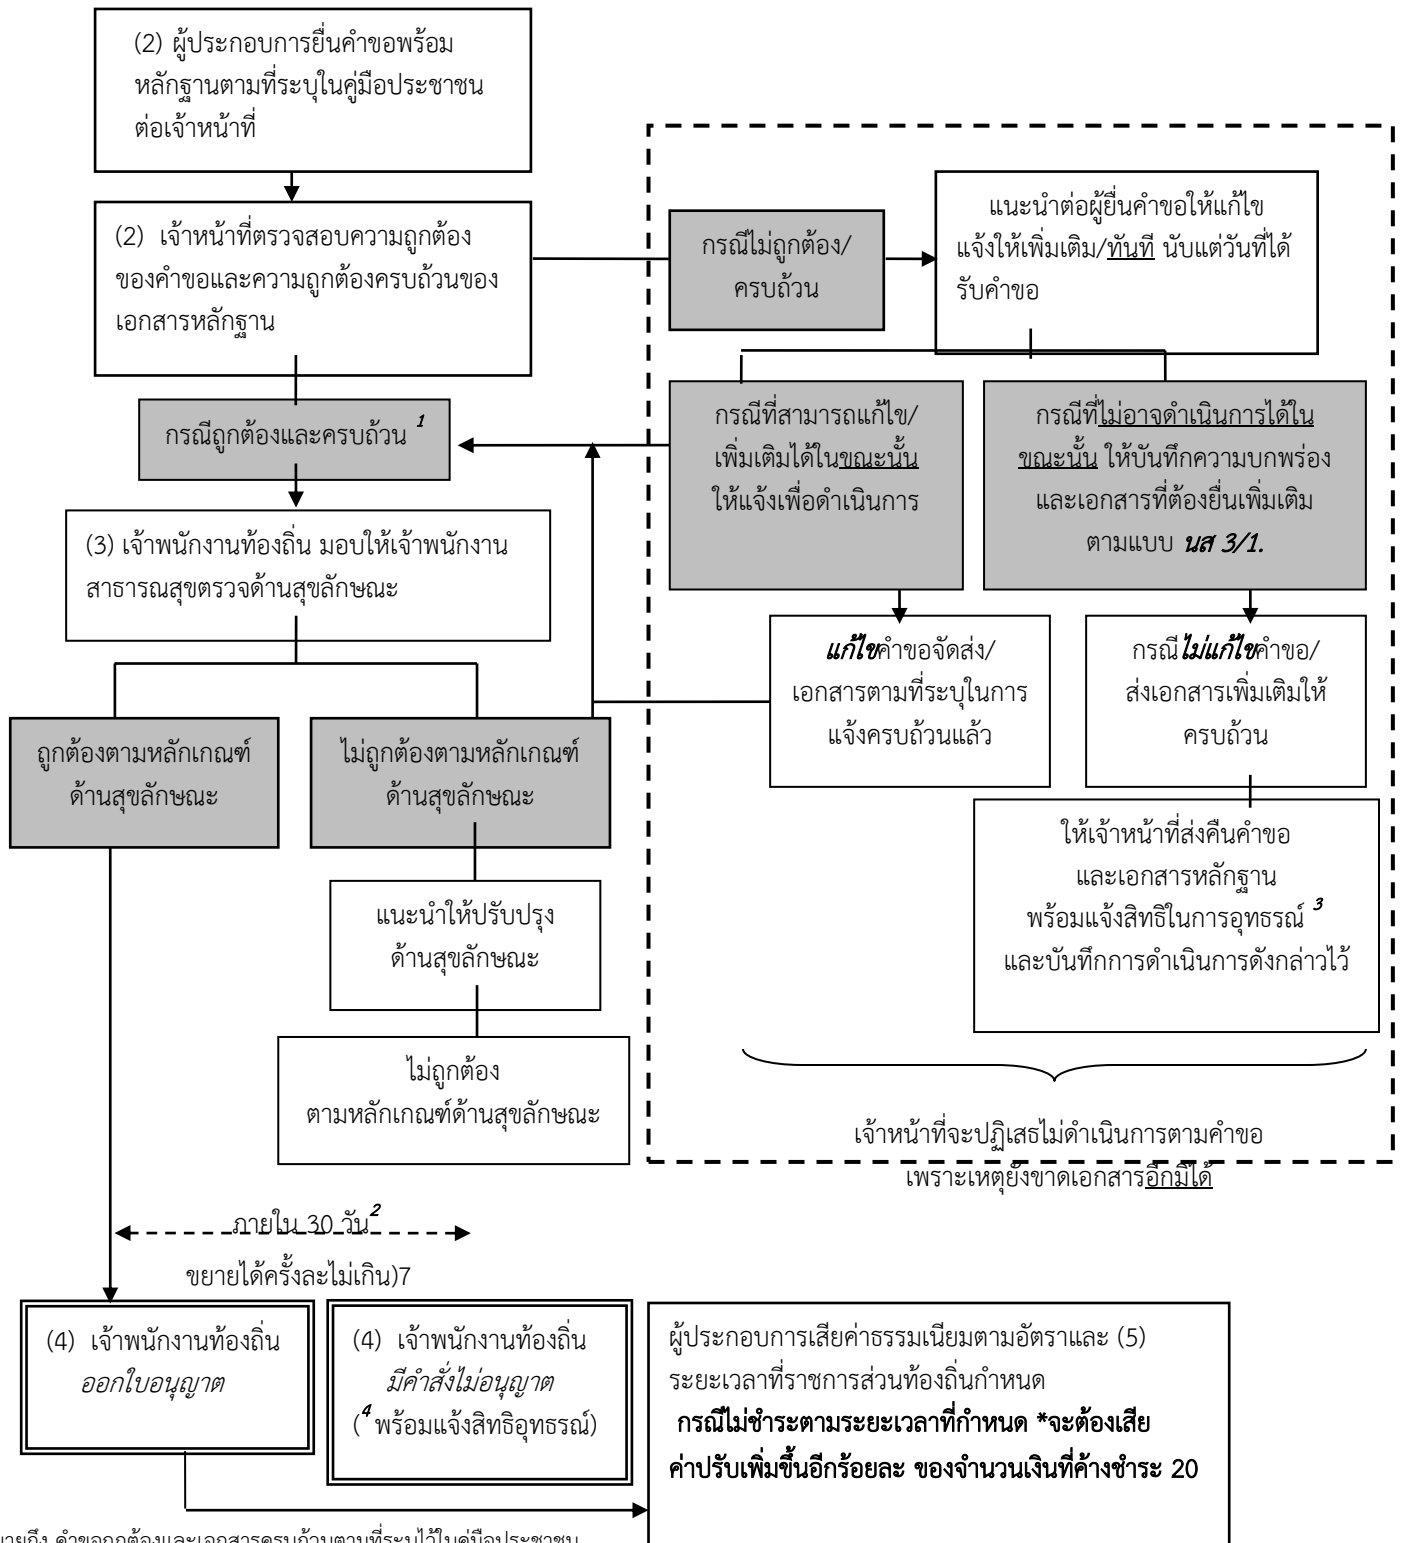 (2) ผู้ประกอบการยื่นคำขอพร้อม
หลักฐานตามที่ระบุในคู่มือประชาชน
ต่อเจ้าหน้าที่
(2) เจ้าหน้าที่ตรวจสอบความถูกต้อง
ของคำขอและความถูกต้องครบถ้วนของ
เอกสารหลักฐาน
กรณีไม่ถูกต้อง/
ครบถ้วน
แนะนำต่อผู้ยื่นคำขอให้แก้ไข
แจ้งให้เพิ่มเติม/ทันที นับแต่วันที่ได้
รับคำขอ
กรณีถูกต้องและครบถ้วน 1
กรณีที่สามารถแก้ไข/
เพิ่มเติมได้ในขณะนั้น
ให้แจ้งเพื่อดำเนินการ
กรณีที่ไม่อาจดำเนินการได้ใน
ขณะนั้น ให้บันทึกความบกพร่อง
และเอกสารที่ต้องยื่นเพิ่มเติม
ตามแบบ นส 3/1.
(3) เจ้าพนักงานท้องถิ่น มอบให้เจ้าพนักงาน
สาธารณสุขตรวจด้านสุขลักษณะ
แก้ไขคำขอจัดส่ง/
เอกสารตามที่ระบุในการ
แจ้งครบถ้วนแล้ว
กรณีไม่แก้ไขคำขอ/
ส่งเอกสารเพิ่มเติมให้
ครบถ้วน
ถูกต้องตามหลักเกณฑ์
ด้านสุขลักษณะ
ไม่ถูกต้องตามหลักเกณฑ์
ด้านสุขลักษณะ
ให้เจ้าหน้าที่ส่งคืนคำขอ
และเอกสารหลักฐาน
พร้อมแจ้งสิทธิในการอุทธรณ์ 3
และบันทึกการดำเนินการดังกล่าวไว้
แนะนำให้ปรับปรุง
ด้านสุขลักษณะ
ไม่ถูกต้อง
ตามหลักเกณฑ์ด้านสุขลักษณะ
เจ้าหน้าที่จะปฏิเสธไม่ดำเนินการตามคำขอ
เพราะเหตุยังขาดเอกสารอีกมิได้
ภายใน 30 วัน2
ขยายได้ครั้งละไม่เกิน)7
(4) เจ้าพนักงานท้องถิ่น
ออกใบอนุญาต
(4) เจ้าพนักงานท้องถิ่น
มีคำสั่งไม่อนุญาต
(4 พร้อมแจ้งสิทธิอุทธรณ์)
ผู้ประกอบการเสียค่าธรรมเนียมตามอัตราและ (5)
ระยะเวลาที่ราชการส่วนท้องถิ่นกำหนด
กรณีไม่ชำระตามระยะเวลาที่กำหนด *จะต้องเสีย
ค่าปรับเพิ่มขึ้นอีกร้อยละ ของจำนวนเงินที่ค้างชำระ 20
คำขอถูกต้องและเอกสารครบถ้วนตามที่ระบุไว้ในคู่มือประชาชน